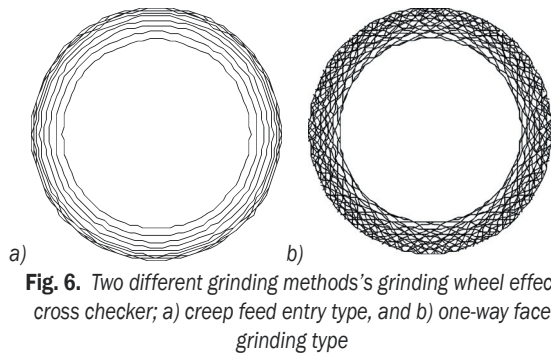 a)
b)
Fig. 6. Two different grinding methods's grinding wheel effec
cross checker; a) creep feed entry type, and b) one-way face
grinding type